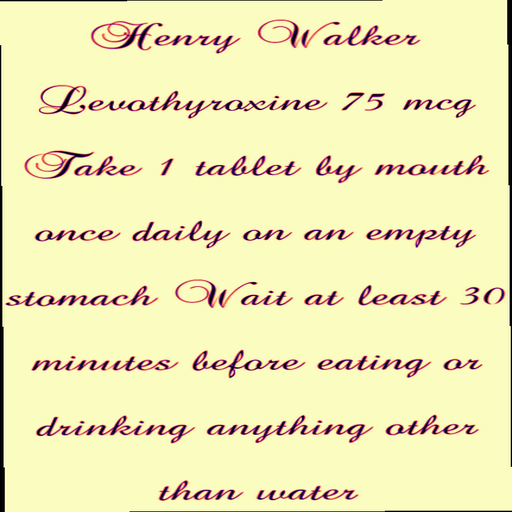 Henry Walker
Levothyroxine 75 mcg
Take 1 tablet by mouth
once daily on an empty
stomach Wait at least 30
minutes before eating or
drinking anything other
than water